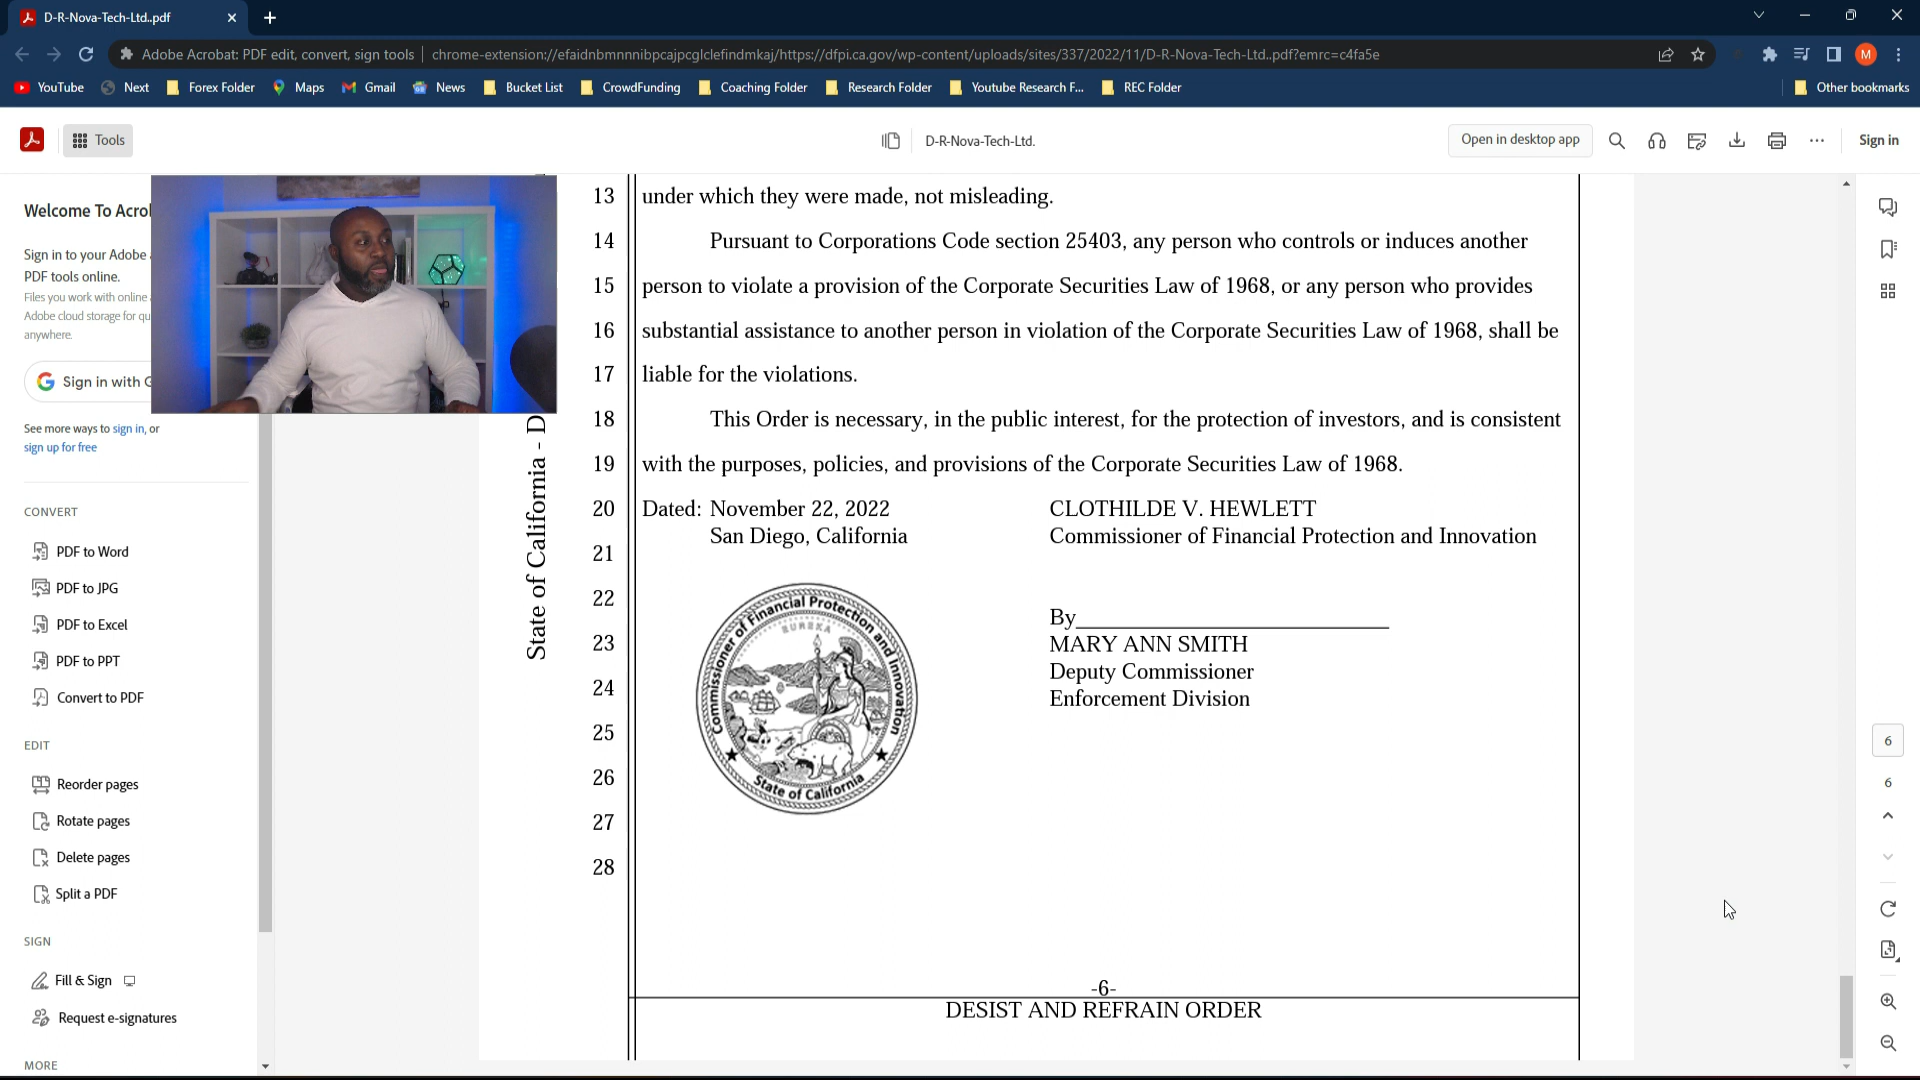 D-R-Nova-Tech-Ltd..pdf
Adobe Acrobat: PDF edit, convert, sign tools
chrome-extension://efaidnbmnnnibpcajpcglclefindmkaj/https://dfpi.ca.gov/wp-content/uploads/sites/337/2022/11/D-R-Nova-Tech-Ltd..pdf?emrc=c4fa5e
M
YouTube
Next
Forex Folder
Maps
Gmail
News
Bucket List
CrowdFunding
Coaching Folder
Research Folder
Youtube Research F...
REC Folder
Other bookmarks
Tools
D-R-Nova-Tech-Ltd.
Open in desktop app
Sign in
Welcome To Acrol
Sign in to your Adobe
PDF tools online.
Files you work with online
Adobe cloud storage for qu
anywhere.
Sign in with G
See more ways to sign in, or
sign up for free
CONVERT
PDF to Word
PDF to JPG
PDF to Excel
PDF to PPT
Convert to PDF
EDIT
Reorder pages
Rotate pages
Delete pages
Split a PDF
SIGN
Fill & Sign
Request e-signatures
MORE
State of California - D
13 under which they were made, not misleading.
14 Pursuant to Corporations Code section 25403, any person who controls or induces another
15 person to violate a provision of the Corporate Securities Law of 1968, or any person who provides
16 substantial assistance to another person in violation of the Corporate Securities Law of 1968, shall be
17 liable for the violations.
18 This Order is necessary, in the public interest, for the protection of investors, and is consistent
19 with the purposes, policies, and provisions of the Corporate Securities Law of 1968.
20 Dated: November 22, 2022
San Diego, California
21
22
23
24
25
26
27
28
CLOTHILDE V. HEWLETT
Commissioner of Financial Protection and Innovation
By
MARY ANN SMITH
Deputy Commissioner
Enforcement Division
Commissioner of Financial Protection and Innovation
EUREKA
State of California
-6-
DESIST AND REFRAIN ORDER
6
6